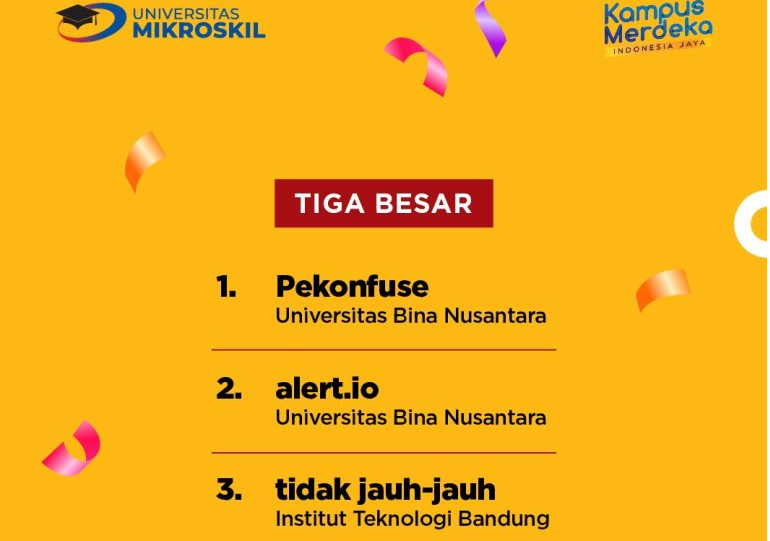 UNIVERSITAS
MIKROSKIL
Kampus
Merdeka
INDONESIA JAYA
TIGA BESAR
1. Pekonfuse
Universitas Bina Nusantara
2. alert.io
Universitas Bina Nusantara
3. tidak jauh-jauh
Institut Teknologi Bandung